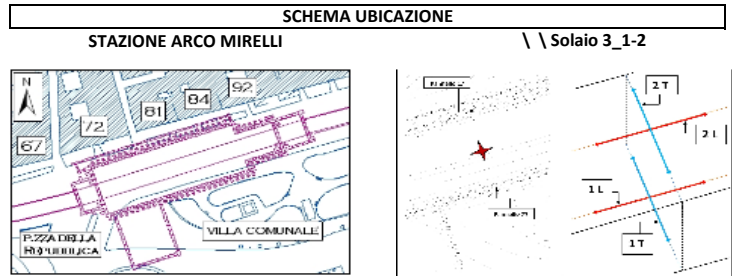 SCHEMA UBICAZIONE
STAZIONE ARCO MIRELLI
\ \ Solaio 3_1-2
N
92
84
81
72
67
VILLA COMUNALE
P.ZZA DELLA
REPUBBLICA
2 T
2 L
1 L
1 T